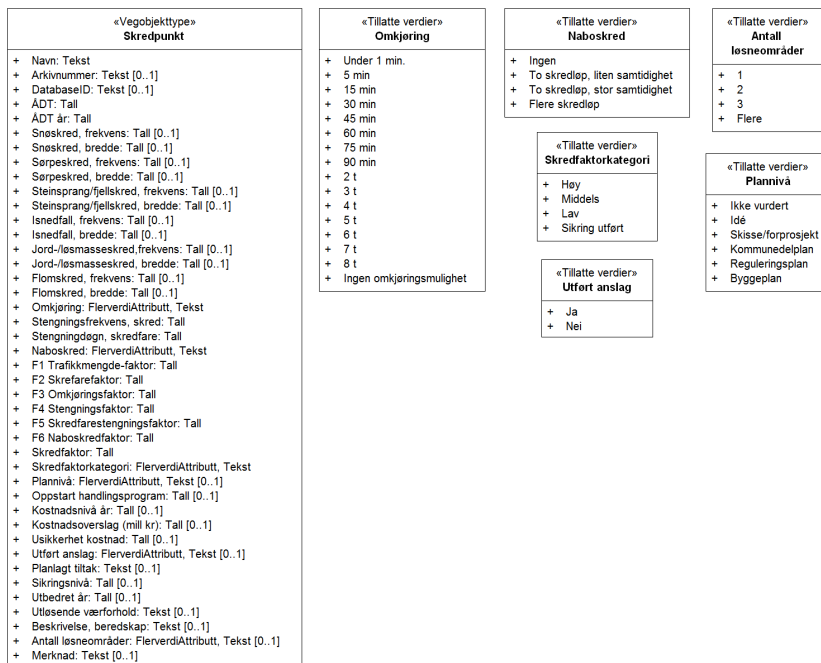 «Vegobjekttype»
Skredpunkt
+ Navn: Tekst
+ Arkivnummer: Tekst [0..1]
+ DatabaseID: Tekst [0..1]
+ ÅDT: Tall
+ ÅDT år: Tall
+ Snøskred, frekvens: Tall [0..1]
+ Snøskred, bredde: Tall [0..1]
+ Sørpeskred, frekvens: Tall [0..1]
+ Sørpeskred, bredde: Tall [0..1]
+ Steinsprang/fjellskred, frekvens: Tall [0..1]
+ Steinsprang/fjellskred, bredde: Tall [0..1]
+ Isnedfall, frekvens: Tall [0..1]
+ Isnedfall, bredde: Tall [0..1]
+ Jord-/løsmasseskred,frekvens: Tall [0..1]
+ Jord-/løsmasseskred, bredde: Tall [0..1]
+ Flomskred, frekvens: Tall [0..1]
+ Flomskred, bredde: Tall [0..1]
+ Omkjøring: FlerverdiAttributt, Tekst
+ Stengningsfrekvens, skred: Tall
+ Stengningdøgn, skredfare: Tall
+ Naboskred: FlerverdiAttributt, Tekst
+ F1 Trafikkmengde-faktor: Tall
+ F2 Skrefarefaktor: Tall
+ F3 Omkjøringsfaktor: Tall
+ F4 Stengningsfaktor: Tall
+ F5 Skredfarestengningsfaktor: Tall
+ F6 Naboskredfaktor: Tall
+ Skredfaktor: Tall
+ Skredfaktorkategori: FlerverdiAttributt, Tekst
+ Plannivå: FlerverdiAttributt, Tekst [0..1]
+ Oppstart handlingsprogram: Tall [0..1]
+ Kostnadsnivå år: Tall [0..1]
+ Kostnadsoverslag (mill kr): Tall [0..1]
+ Usikkerhet kostnad: Tall [0..1]
+ Utført anslag: FlerverdiAttributt, Tekst [0..1]
+ Planlagt tiltak: Tekst [0..1]
+ Sikringsnivå: Tall [0..1]
+ Utbedret år: Tall [0..1]
+ Utløsende værforhold: Tekst [0..1]
+ Beskrivelse, beredskap: Tekst [0..1]
+ Antall løsneområder: FlerverdiAttributt, Tekst [0..1]
+ Merknad: Tekst [0..1]
«Tillatte verdier»
Omkjøring
+ Under 1 min.
+ 5 min
+ 15 min
+ 30 min
+ 45 min
+ 60 min
+ 75 min
+ 90 min
+ 2 t
+ 3 t
+ 4 t
+ 5 t
+ 6 t
+ 7 t
+ 8 t
+ Ingen omkjøringsmulighet
«Tillatte verdier»
Naboskred
+ Ingen
+ To skredløp, liten samtidighet
+ To skredløp, stor samtidighet
+ Flere skredløp
«Tillatte verdier»
Skredfaktorkategori
+ Høy
+ Middels
+ Lav
+ Sikring utført
«Tillatte verdier»
Utført anslag
+ Ja
+ Nei
«Tillatte verdier»
Antall
løsneområder
+ 1
+ 2
+ 3
+ Flere
«Tillatte verdier»
Plannivå
+ Ikke vurdert
+ Idé
+ Skisse/forprosjekt
+ Kommunedelplan
+ Reguleringsplan
+ Byggeplan